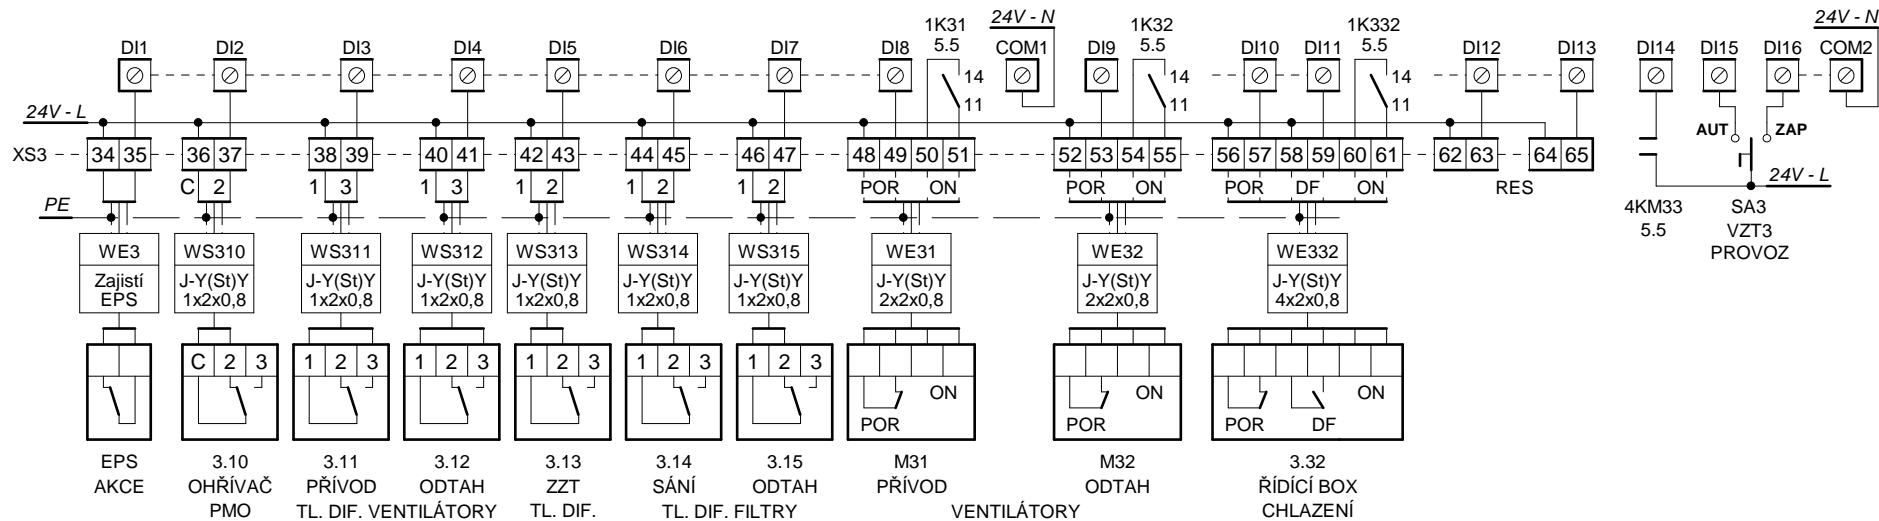 24V - N
24V - N
1K31
1K32
1K332
5.5
5.5
5.5
DI1 DI2 DI3 DI4 DI5 DI6 DI7 DI8 COM1 DI9 DI10 DI11 DI12 DI13 DI14 DI15 DI16 COM2
14 14 14
11 11 11
24V - L
AUT ZAP
XS3 34 35 36 37 38 39 40 41 42 43 44 45 46 47 48 49 50 51 52 53 54 55 56 57 58 59 60 61 62 63 64 65
C 2 1 3 1 3 1 2 1 2 1 2 POR ON POR ON POR DF ON RES
24V - L
PE
4KM33
5.5
SA3
VZT3
PROVOZ
WE3 WS310 WS311 WS312 WS313 WS314 WS315 WE31 WE32 WE332
Zajistí J-Y(St)Y J-Y(St)Y J-Y(St)Y J-Y(St)Y J-Y(St)Y J-Y(St)Y J-Y(St)Y J-Y(St)Y J-Y(St)Y
EPS 1x2x0,8 1x2x0,8 1x2x0,8 1x2x0,8 1x2x0,8 1x2x0,8 2x2x0,8 2x2x0,8 4x2x0,8
C 2 3 1 2 3 1 2 3 1 2 3 1 2 3 1 2 3
ON ON ON
POR POR POR DF
EPS 3.10 3.11 3.12 3.13 3.14 3.15 M31 M32 3.32
AKCE OHŘÍVAČ PŘÍVOD ODTAH ZZT SÁNÍ ODTAH PŘÍVOD ODTAH ŘÍDÍCÍ BOX
PMO TL. DIF. VENTILÁTORY TL. DIF. TL. DIF. FILTRY VENTILÁTORY CHLAZENÍ